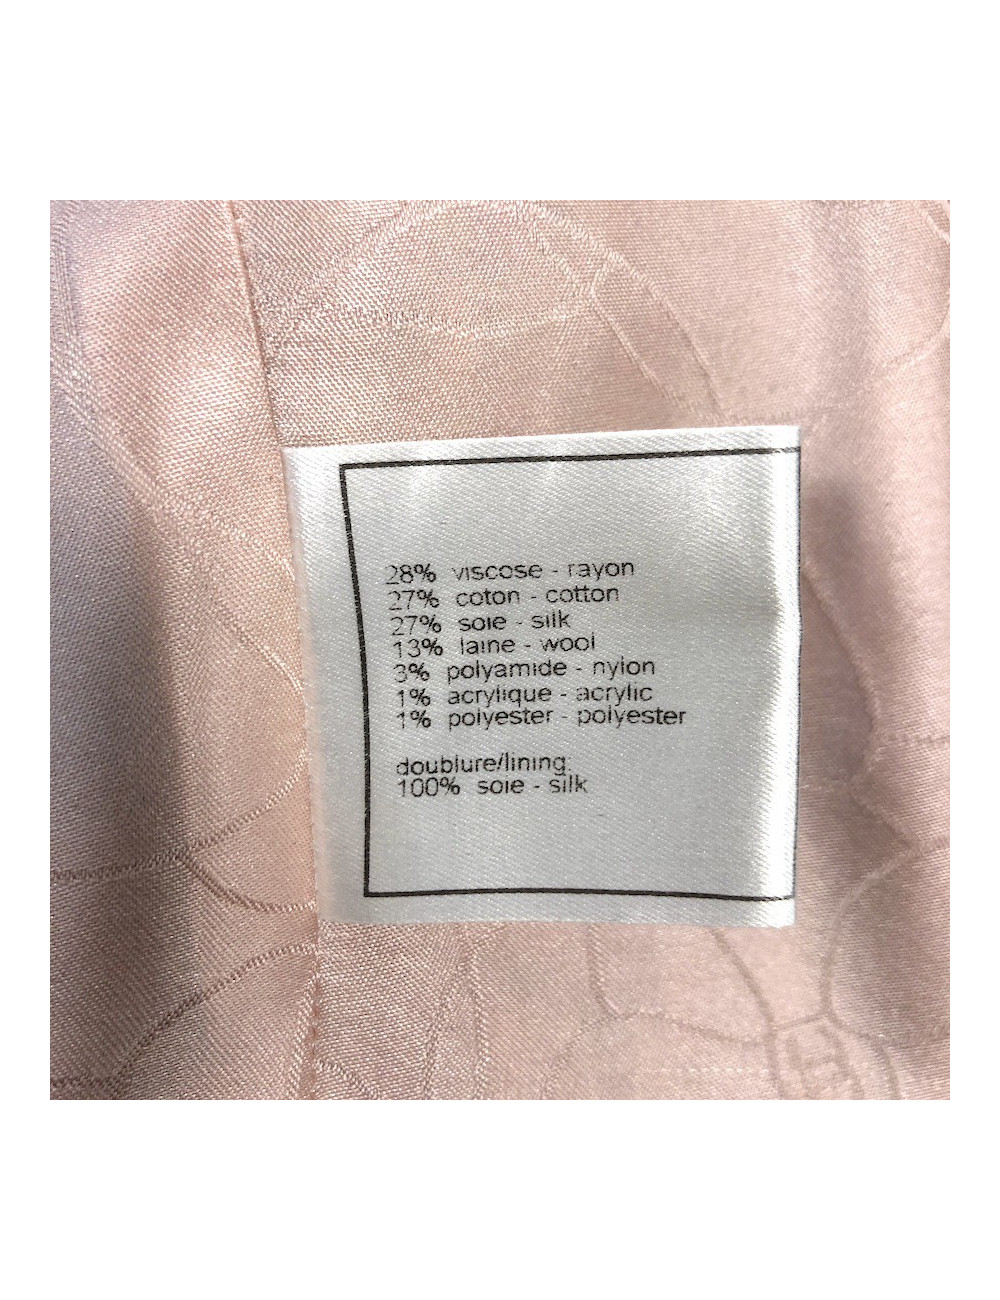 28% viscose - rayon
27% coton - cotton
27% soie - silk
13% laine - wool
3% polyamide - nylon
1% acrylique - acrylic
1% polyester - polyester
doublure/lining:
100% soie - silk